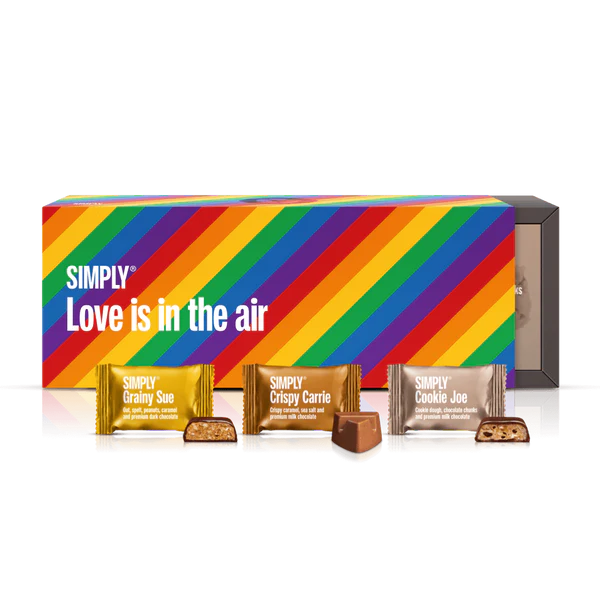 SIMPLY®
Love is in the air
SIMPLY®
Grainy Sue
Oat, spelt, peanuts, caramel
and premium dark chocolate
SIMPLY®
Crispy Carrie
Crispy caramel, sea salt and
premium milk chocolate
SIMPLY®
Cookie Joe
Cookie dough, chocolate chunks
and premium milk chocolate